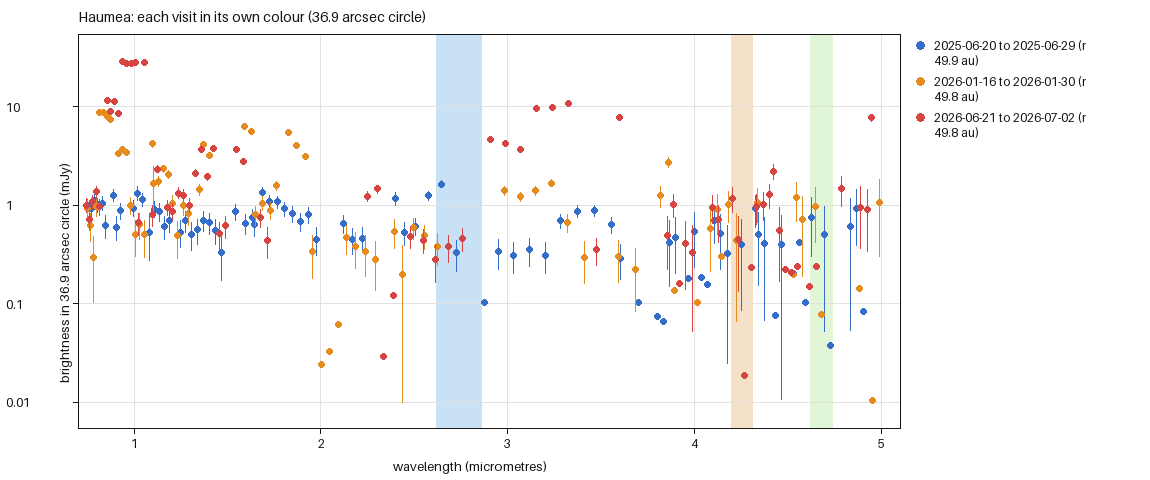 Haumea: each visit in its own colour (36.9 arcsec circle)
2025-06-20 to 2025-06-29 (r
49.9 au)
2026-01-16 to 2026-01-30 (r
49.8 au)
2026-06-21 to 2026-07-02 (r
49.8 au)
brightness in 36.9 arcsec circle (mJy)
10
1
0.1
0.01
1
2
3
4
5
wavelength (micrometres)